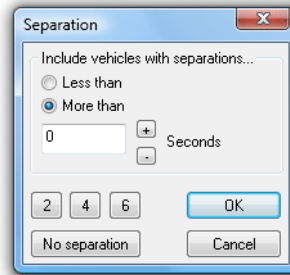 Separation
Include vehicles with separations...
Less than
More than
0
+
Seconds
-
2 4 6 OK
No separation Cancel